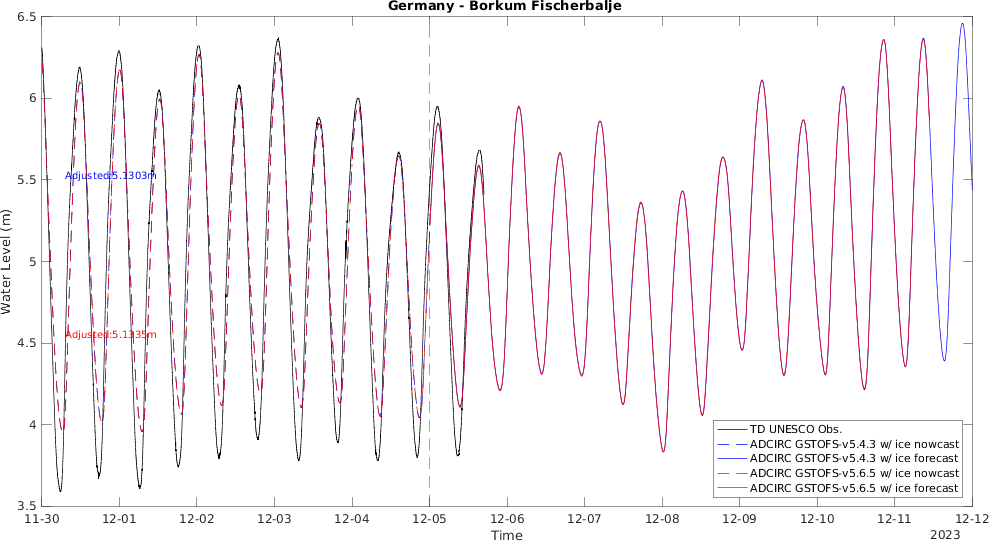 Germany - Borkum Fischerbalje
6.5
6
5.5
5
4.5
4
3.5
Water Level (m)
Adjusted:5.1303m
Adjusted:5.1335m
TD UNESCO Obs.
ADCIRC GSTOFS-v5.4.3 w/ ice nowcast
ADCIRC GSTOFS-v5.4.3 w/ ice forecast
ADCIRC GSTOFS-v5.6.5 w/ ice nowcast
ADCIRC GSTOFS-v5.6.5 w/ ice forecast
11-30 12-01 12-02 12-03 12-04 12-05 12-06 12-07 12-08 12-09 12-10 12-11 12-12
Time
2023